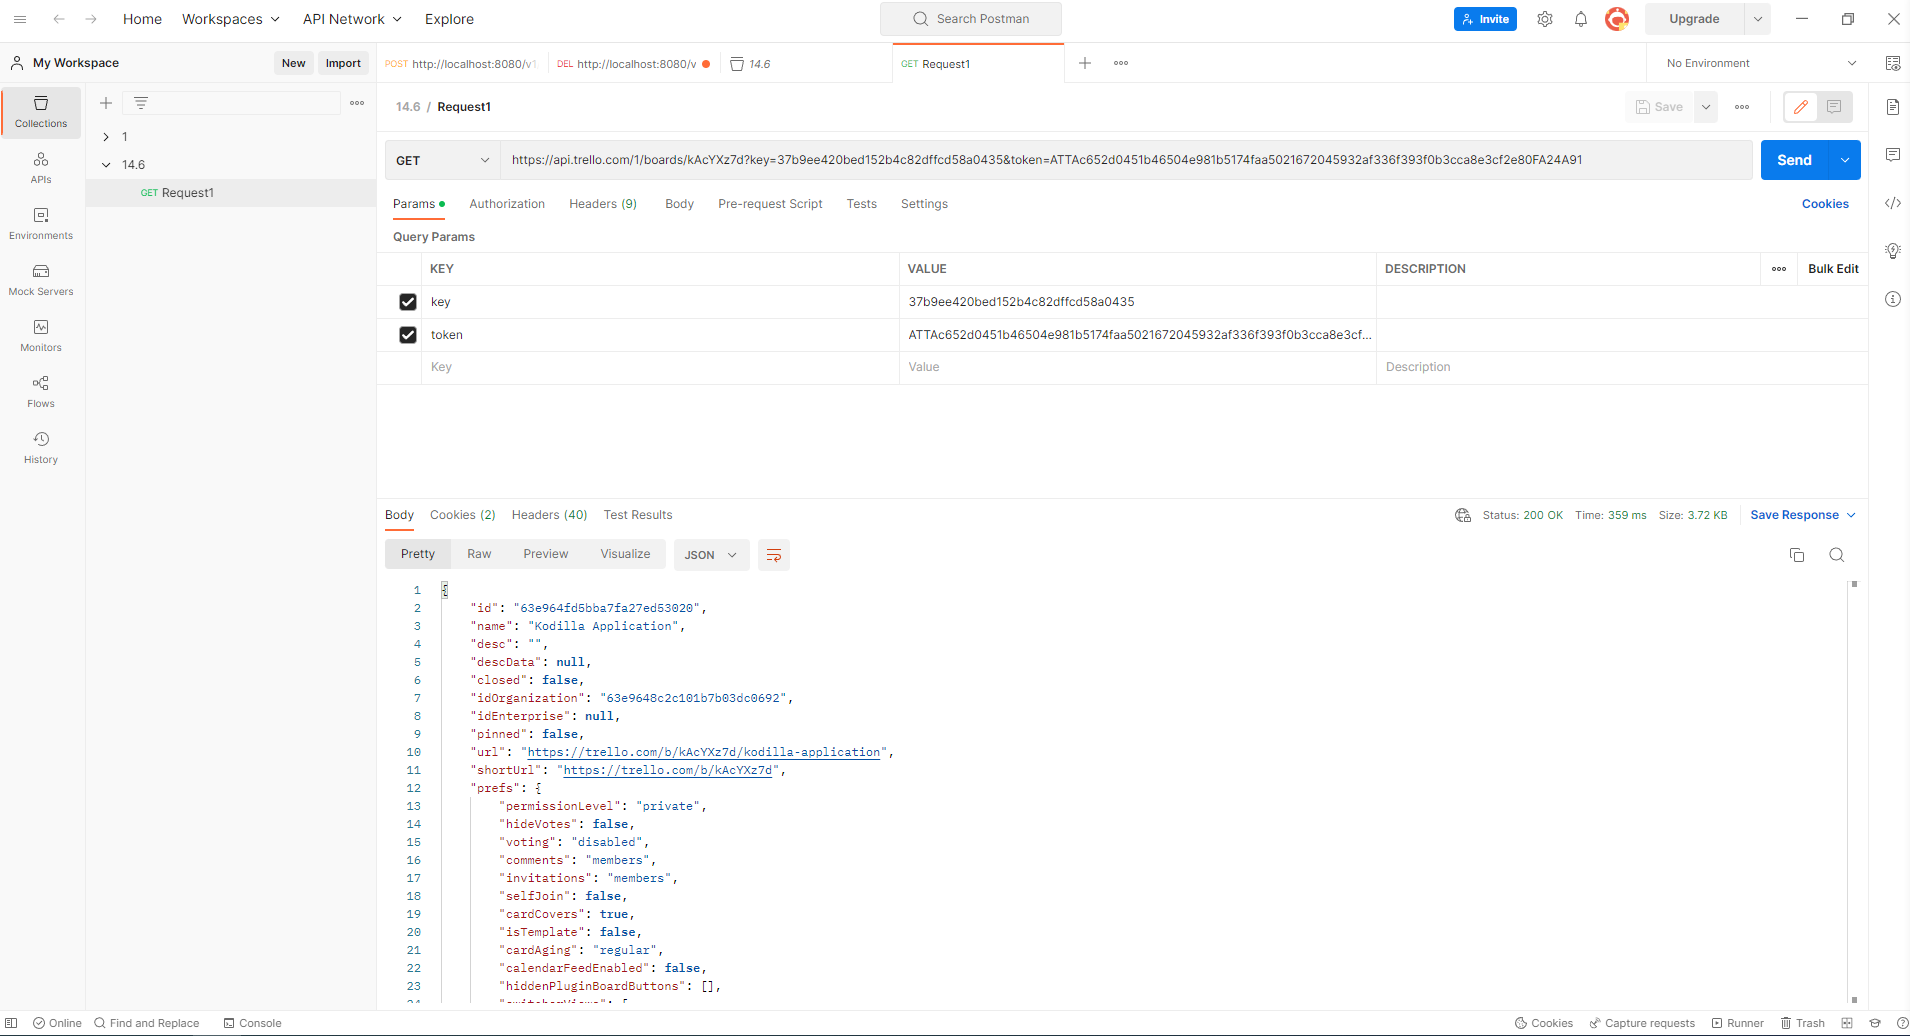 Home Workspaces API Network Explore Search Postman Invite Upgrade
My Workspace New Import POST http://localhost:8080/v1. DEL http://localhost:8080/v 14.6 GET Request1 No Environment
14.6 / Request1 Save
Collections
1
14.6
GET Request1
GET https://api.trello.com/1/boards/kAcYXz7d?key=37b9ee420bed152b4c82dffcd58a0435&token=ATTAc652d0451b46504e981b5174faa5021672045932af336f393f0b3cca8e3cf2e80FA24A91 Send
APIs
Environments
Mock Servers
Monitors
Flows
History
Params Authorization Headers (9) Body Pre-request Script Tests Settings Cookies
Query Params
KEY VALUE DESCRIPTION Bulk Edit
key 37b9ee420bed152b4c82dffcd58a0435
token ATTAc652d0451b46504e981b5174faa5021672045932af336f393f0b3cca8e3cf...
Key Value Description
Body Cookies (2) Headers (40) Test Results Status: 200 OK Time: 359 ms Size: 3.72 KB Save Response
Pretty Raw Preview Visualize JSON
1 {
2 "id": "63e964fd5bba7fa27ed53020",
3 "name": "Kodilla Application",
4 "desc": "",
5 "descData": null,
6 "closed": false,
7 "idOrganization": "63e9648c2c101b7b03dc0692",
8 "idEnterprise": null,
9 "pinned": false,
10 "url": "https://trello.com/b/kAcYXz7d/kodilla-application",
11 "shortUrl": "https://trello.com/b/kAcYXz7d",
12 "prefs": {
13 "permissionLevel": "private",
14 "hideVotes": false,
15 "voting": "disabled",
16 "comments": "members",
17 "invitations": "members",
18 "selfJoin": false,
19 "cardCovers": true,
20 "isTemplate": false,
21 "cardAging": "regular",
22 "calendarFeedEnabled": false,
23 "hiddenPluginBoardButtons": [],
Online Find and Replace Console Cookies Capture requests Runner Trash